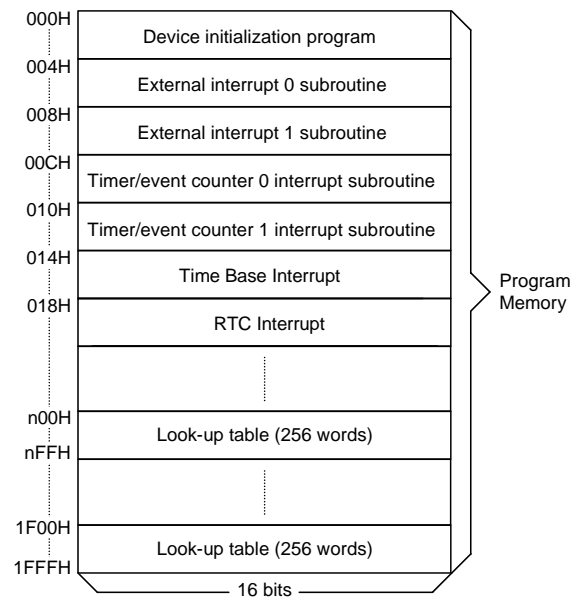 000H
Device initialization program
004H
External interrupt 0 subroutine
008H
External interrupt 1 subroutine
00CH
Timer/event counter 0 interrupt subroutine
010H
Timer/event counter 1 interrupt subroutine
014H
Time Base Interrupt
018H
RTC Interrupt
Program
Memory
n00H
Look-up table (256 words)
nFFH
1F00H
Look-up table (256 words)
1FFFH
16 bits